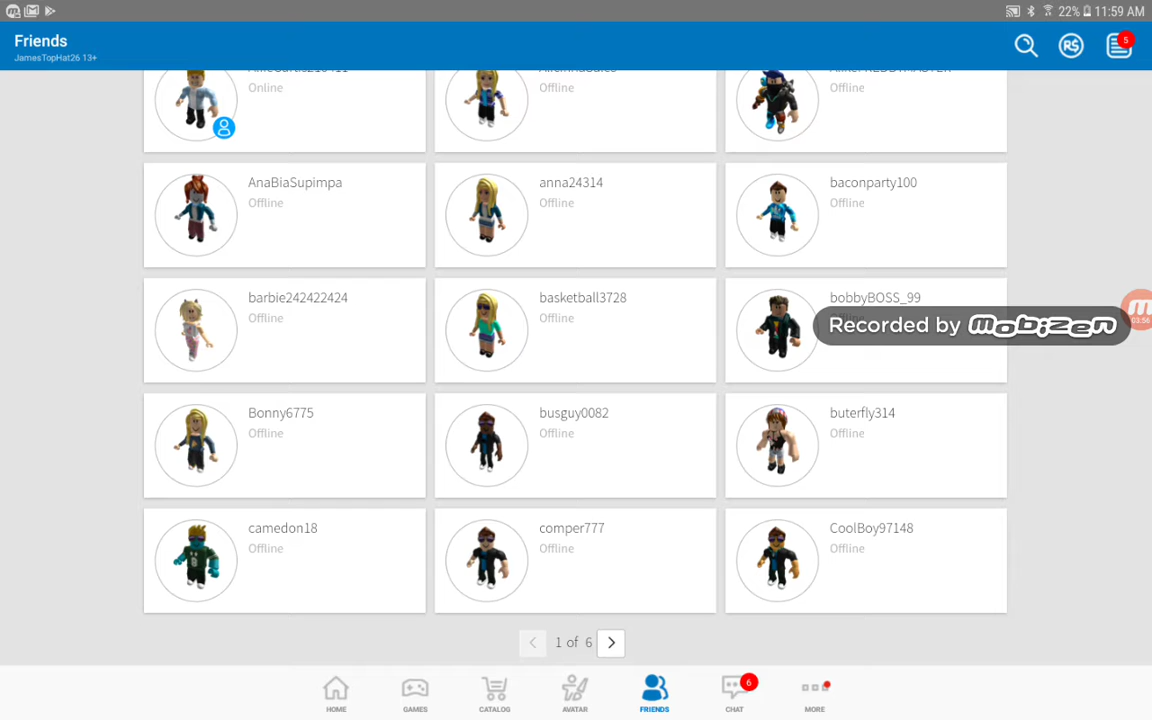 22% 11:59 AM
Friends
JamesTopHat26 13+
R$
5
Online
Offline
Offline
AnaBiaSupimpa
Offline
anna24314
Offline
baconparty100
Offline
barbie242422424
Offline
basketball3728
Offline
bobbyBOSS_99
Recorded by mobizen
03:56
Bonny6775
Offline
busguy0082
Offline
buterfly314
Offline
camedon18
Offline
comper777
Offline
CoolBoy97148
Offline
1 of 6
6
HOME
GAMES
CATALOG
AVATAR
FRIENDS
CHAT
MORE